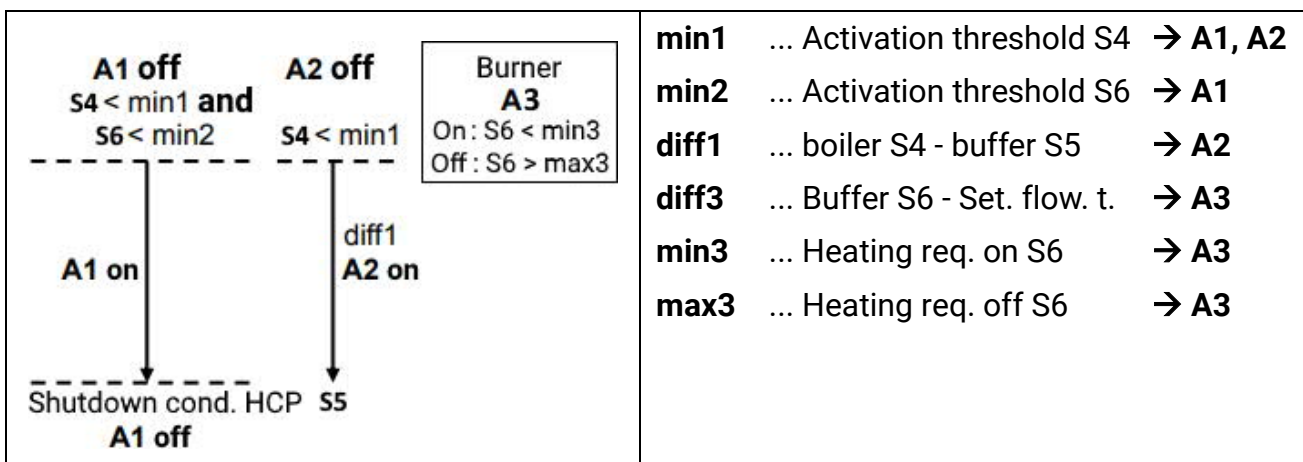 A1 off
S4 < min1 and
S6 < min2
A2 off
S4 < min1
Burner
A3
On : S6 < min3
Off : S6 > max3
A1 on
diff1
A2 on
Shutdown cond. HCP S5
A1 off
min1 ... Activation threshold S4 → A1, A2
min2 ... Activation threshold S6 → A1
diff1 ... boiler S4 - buffer S5 → A2
diff3 ... Buffer S6 - Set. flow. t. → A3
min3 ... Heating req. on S6 → A3
max3 ... Heating req. off S6 → A3